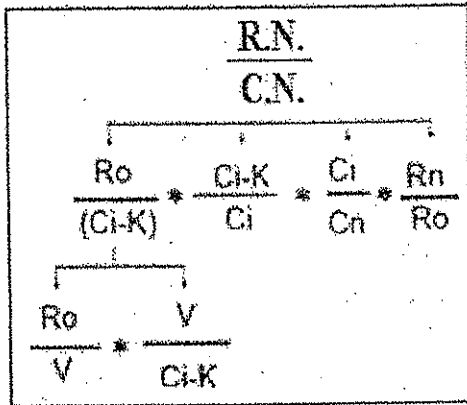 R.N.
C.N.
Ro * Ci-K * Ci * Rn
(Ci-K) Ci Cn Ro
Ro * V
V Ci-K